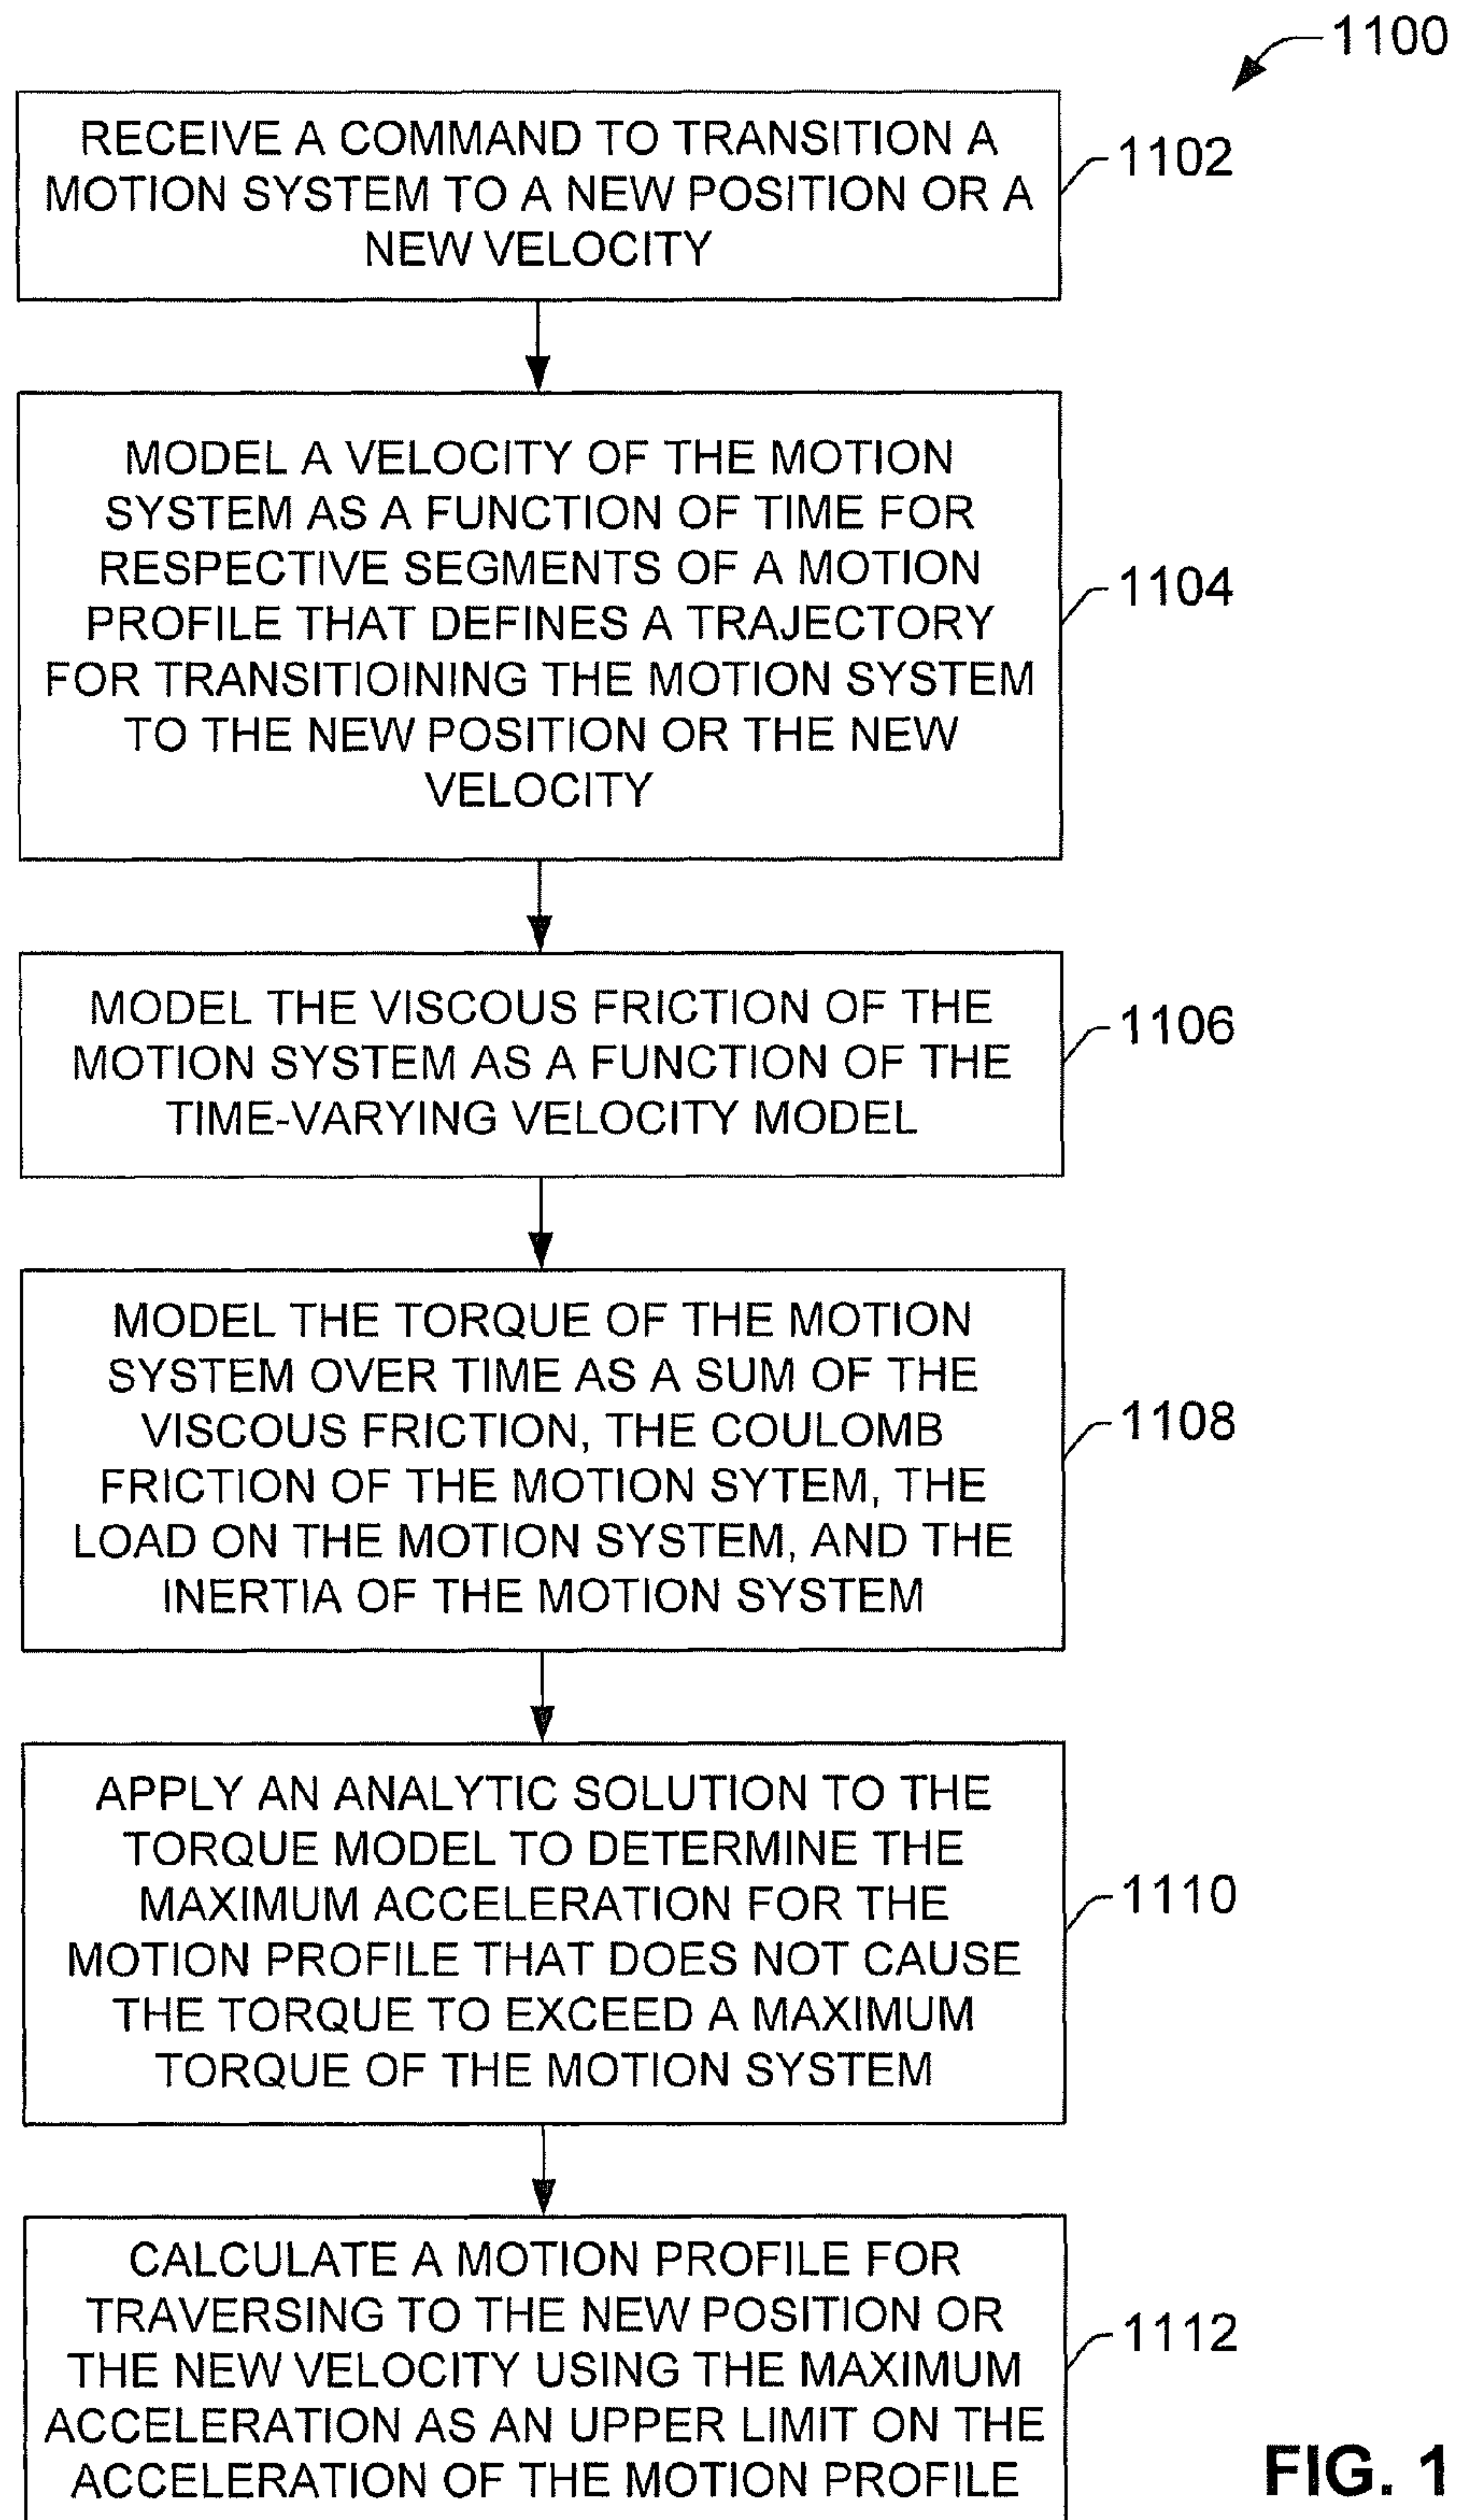 1100
RECEIVE A COMMAND TO TRANSITION A
MOTION SYSTEM TO A NEW POSITION OR A
NEW VELOCITY
1102
MODEL A VELOCITY OF THE MOTION
SYSTEM AS A FUNCTION OF TIME FOR
RESPECTIVE SEGMENTS OF A MOTION
PROFILE THAT DEFINES A TRAJECTORY
FOR TRANSITIOINING THE MOTION SYSTEM
TO THE NEW POSITION OR THE NEW
VELOCITY
1104
MODEL THE VISCOUS FRICTION OF THE
MOTION SYSTEM AS A FUNCTION OF THE
TIME-VARYING VELOCITY MODEL
1106
MODEL THE TORQUE OF THE MOTION
SYSTEM OVER TIME AS A SUM OF THE
VISCOUS FRICTION, THE COULOMB
FRICTION OF THE MOTION SYTEM, THE
LOAD ON THE MOTION SYSTEM, AND THE
INERTIA OF THE MOTION SYSTEM
1108
APPLY AN ANALYTIC SOLUTION TO THE
TORQUE MODEL TO DETERMINE THE
MAXIMUM ACCELERATION FOR THE
MOTION PROFILE THAT DOES NOT CAUSE
THE TORQUE TO EXCEED A MAXIMUM
TORQUE OF THE MOTION SYSTEM
1110
CALCULATE A MOTION PROFILE FOR
TRAVERSING TO THE NEW POSITION OR
THE NEW VELOCITY USING THE MAXIMUM
ACCELERATION AS AN UPPER LIMIT ON THE
ACCELERATION OF THE MOTION PROFILE
1112
FIG. 1